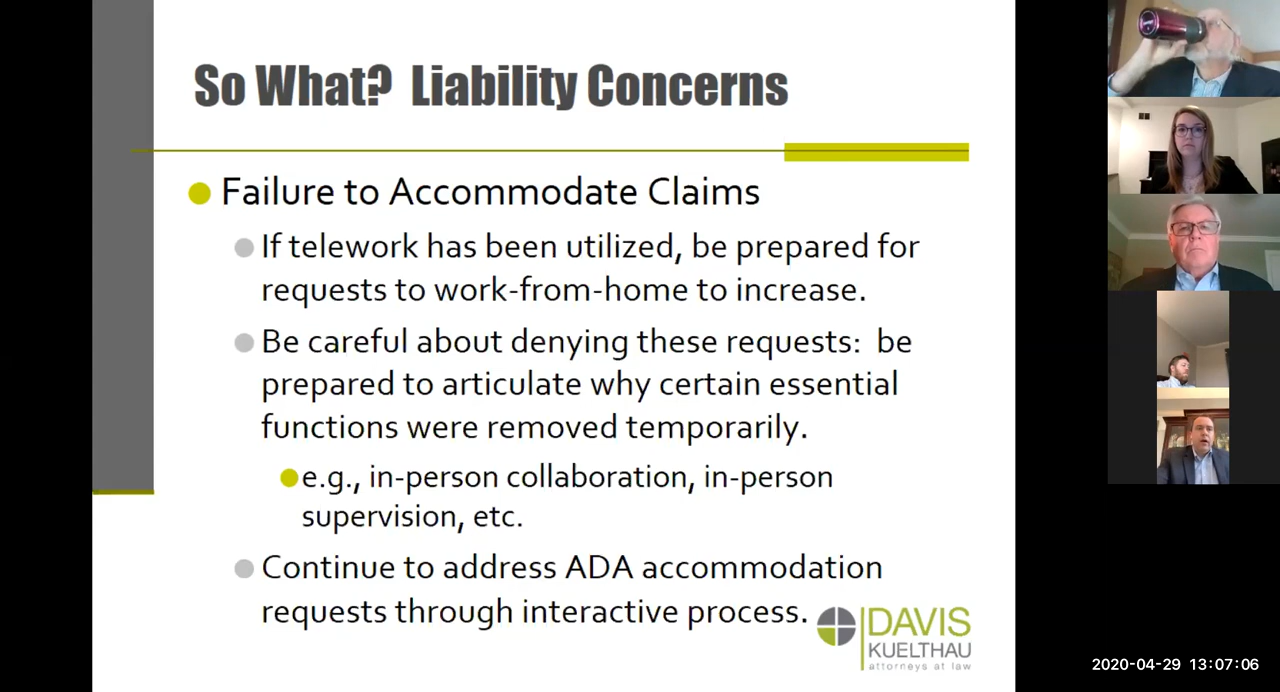 So What? Liability Concerns
Failure to Accommodate Claims
If telework has been utilized, be prepared for
requests to work-from-home to increase.
Be careful about denying these requests: be
prepared to articulate why certain essential
functions were removed temporarily.
e.g., in-person collaboration, in-person
supervision, etc.
Continue to address ADA accommodation
requests through interactive process.
DAVIS
KUELTHAU
attorneys at law
2020-04-29 13:07:06